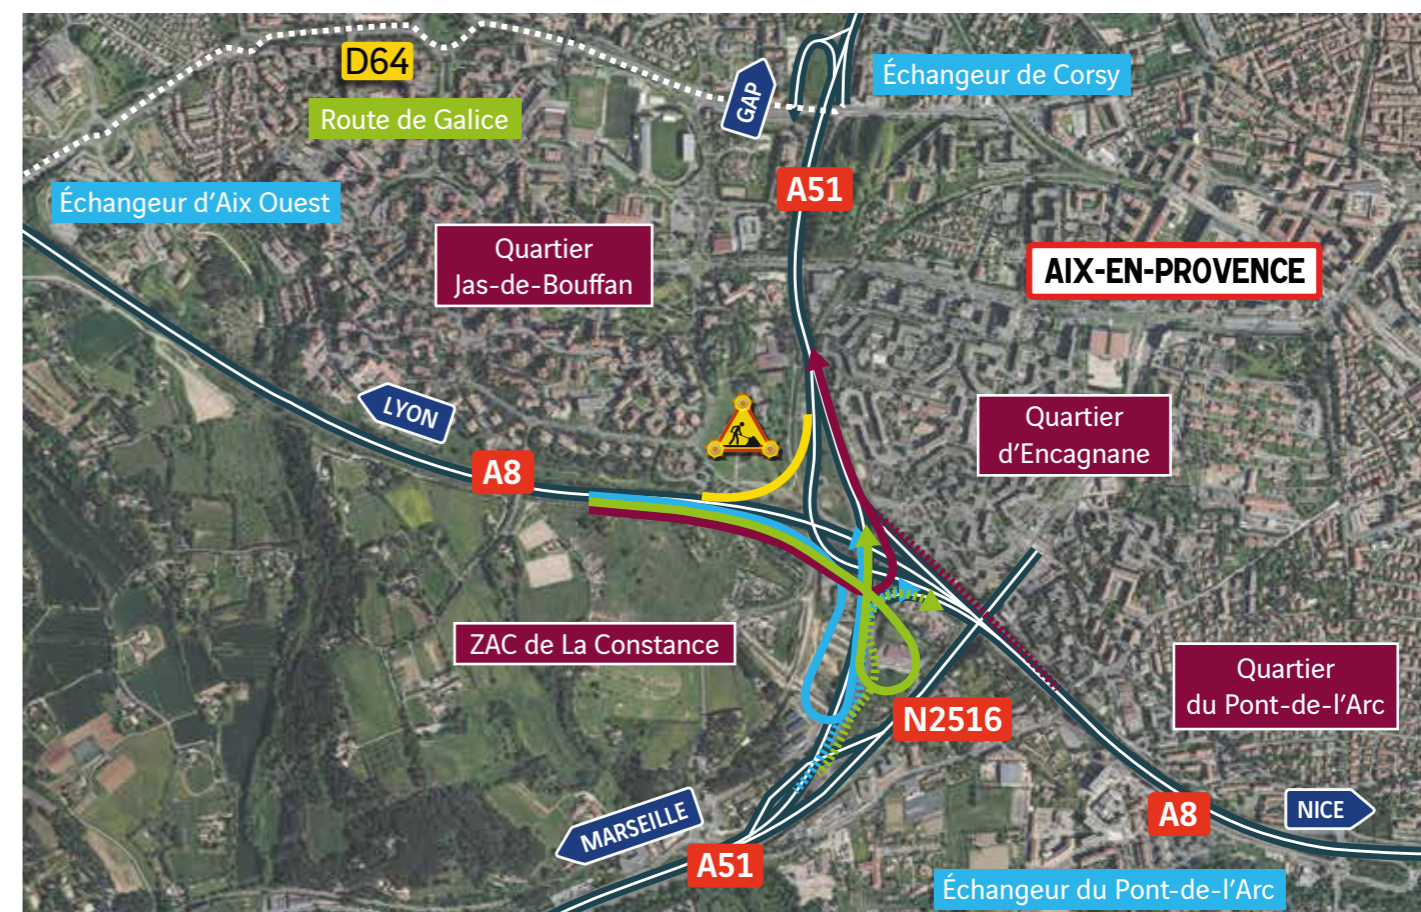 D64
Route de Galice
GAP
Échangeur de Corsy
Échangeur d'Aix Ouest
A51
Quartier
Jas-de-Bouffan
AIX-EN-PROVENCE
LYON
A8
Quartier
d'Encagnane
ZAC de La Constance
Quartier
du Pont-de-l'Arc
N2516
MARSEILLE
A51
A8
NICE
Échangeur du Pont-de-l'Arc